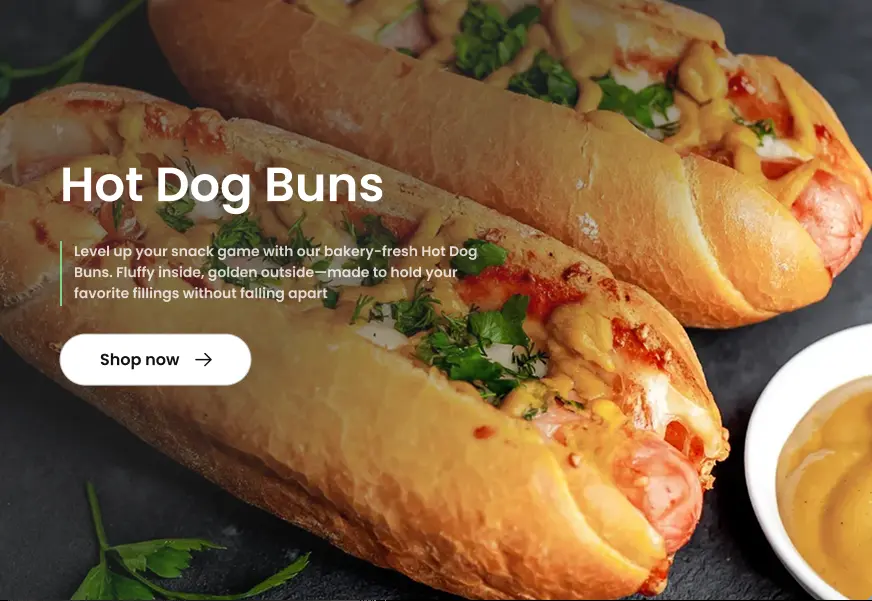 Hot Dog Buns
Level up your snack game with our bakery-fresh Hot Dog
Buns. Fluffy inside, golden outside—made to hold your
favorite fillings without falling apart
Shop now